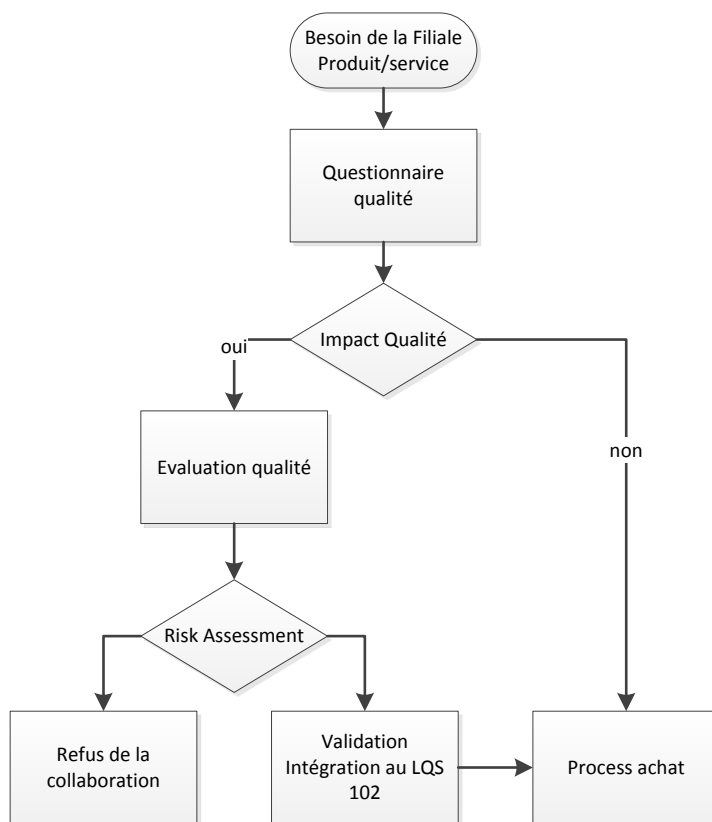 Besoin de la Filiale
Produit/service
Questionnaire
qualité
Impact Qualité
oui
non
Evaluation qualité
Risk Assessment
Refus de la
collaboration
Validation
Intégration au LQS
102
Process achat